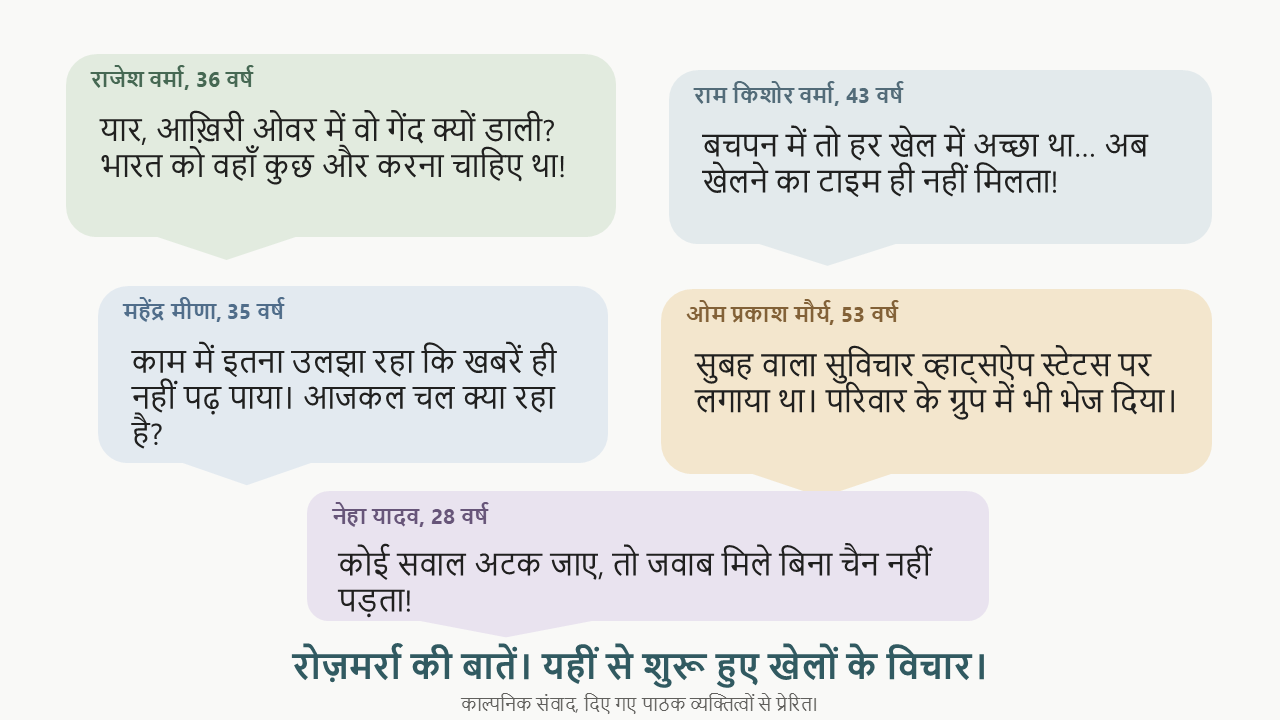 राजेश वर्मा, 36 वर्ष
यार, आख़िरी ओवर में वो गेंद क्यों डाली?
भारत को वहाँ कुछ और करना चाहिए था!
राम किशोर वर्मा, 43 वर्ष
बचपन में तो हर खेल में अच्छा था... अब
खेलने का टाइम ही नहीं मिलता!
महेंद्र मीणा, 35 वर्ष
काम में इतना उलझा रहा कि खबरें ही
नहीं पढ़ पाया। आजकल चल क्या रहा
है?
ओम प्रकाश मौर्य, 53 वर्ष
सुबह वाला सुविचार व्हाट्सऐप स्टेटस पर
लगाया था। परिवार के ग्रुप में भी भेज दिया।
नेहा यादव, 28 वर्ष
कोई सवाल अटक जाए, तो जवाब मिले बिना चैन नहीं
पड़ता!
रोज़मर्रा की बातें। यहीं से शुरू हुए खेलों के विचार।
काल्पनिक संवाद, दिए गए पाठक व्यक्तित्वों से प्रेरित।